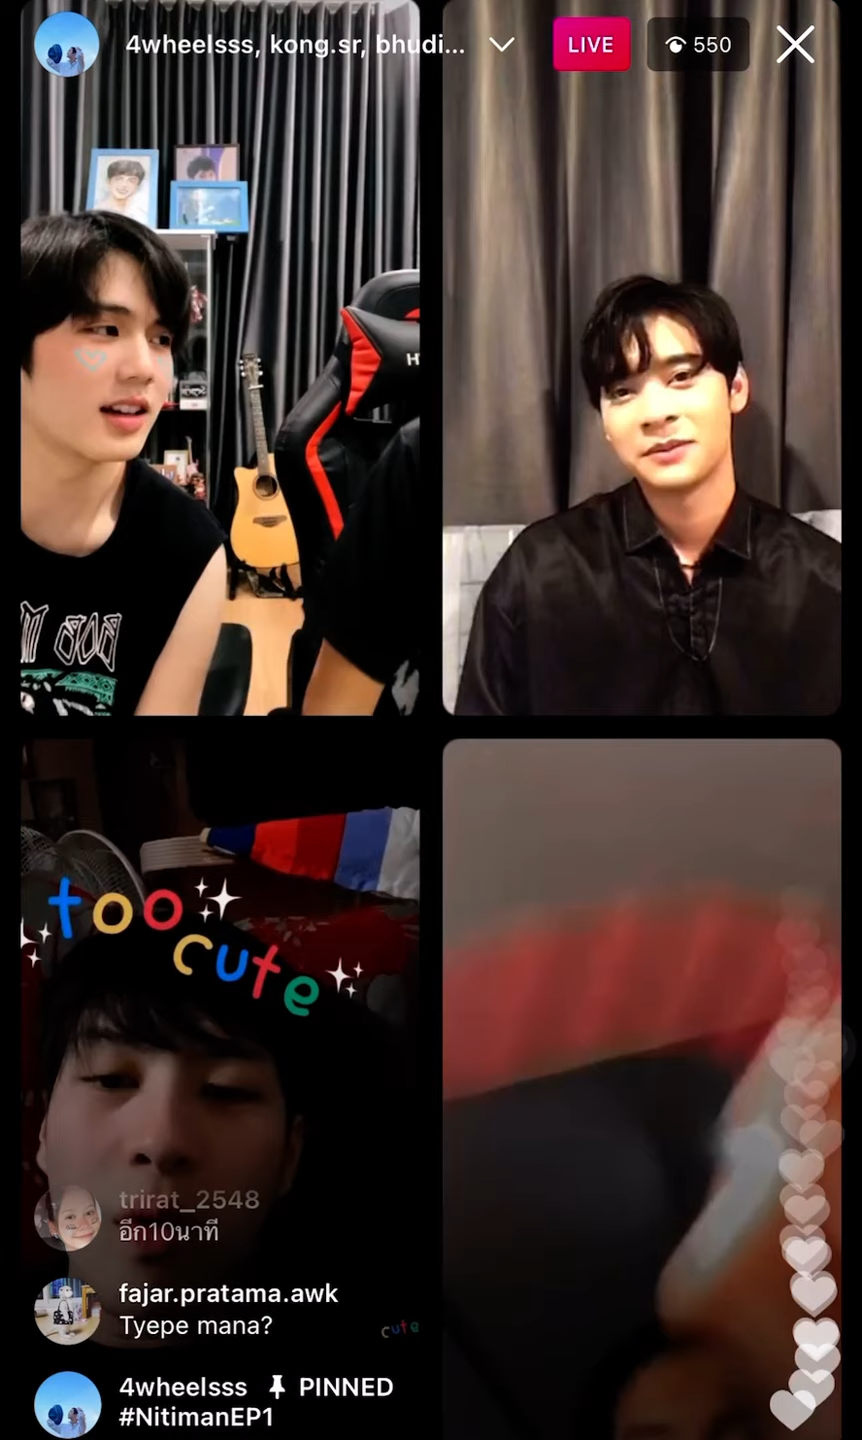 4wheelsss, kong.sr, bhudi...
LIVE
550
too
cute
trirat_2548
อีก10นาที
fajar.pratama.awk
Tyepe mana?
cute
4wheelsss PINNED
#NitimanEP1